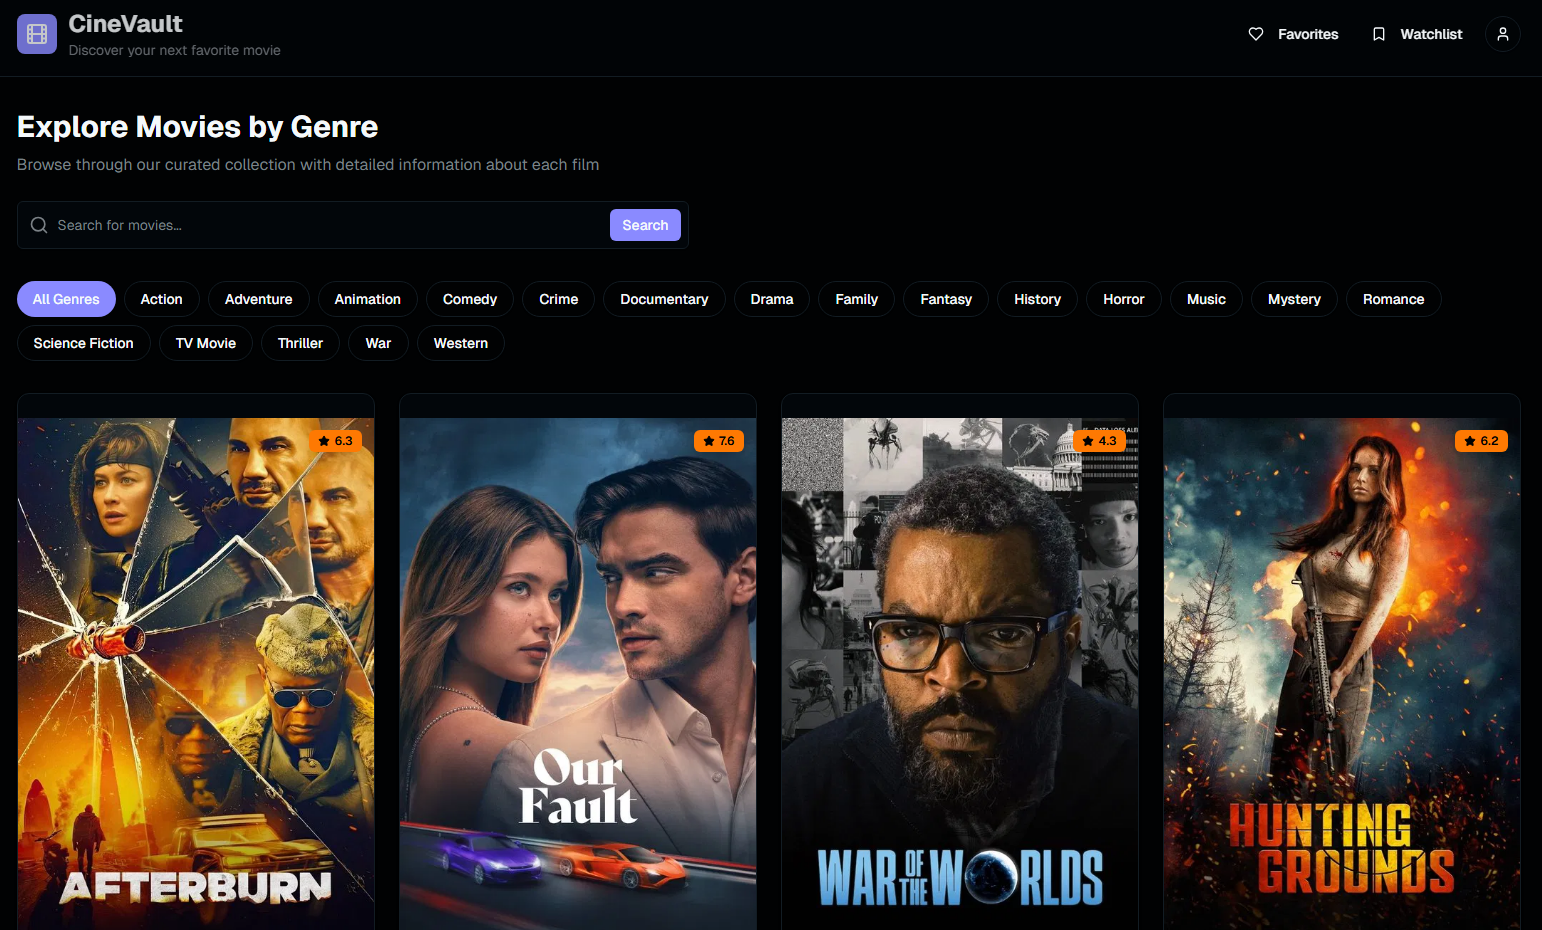 CineVault
Discover your next favorite movie
Favorites
Watchlist
Explore Movies by Genre
Browse through our curated collection with detailed information about each film
Search for movies...
Search
All Genres
Action
Adventure
Animation
Comedy
Crime
Documentary
Drama
Family
Fantasy
History
Horror
Music
Mystery
Romance
Science Fiction
TV Movie
Thriller
War
Western
6.3
7.6
4.3
6.2
AFTERBURN
Our
Fault
WAR OF THE WORLDS
HUNTING
GROUNDS